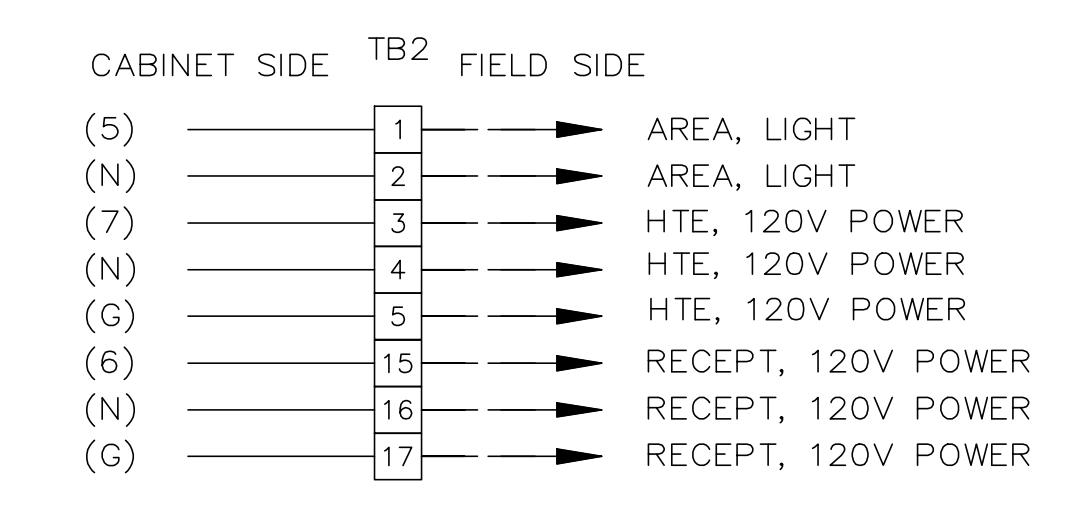 CABINET SIDE TB2 FIELD SIDE
(5) 1 AREA, LIGHT
(N) 2 AREA, LIGHT
(7) 3 HTE, 120V POWER
(N) 4 HTE, 120V POWER
(G) 5 HTE, 120V POWER
(6) 15 RECEPT, 120V POWER
(N) 16 RECEPT, 120V POWER
(G) 17 RECEPT, 120V POWER